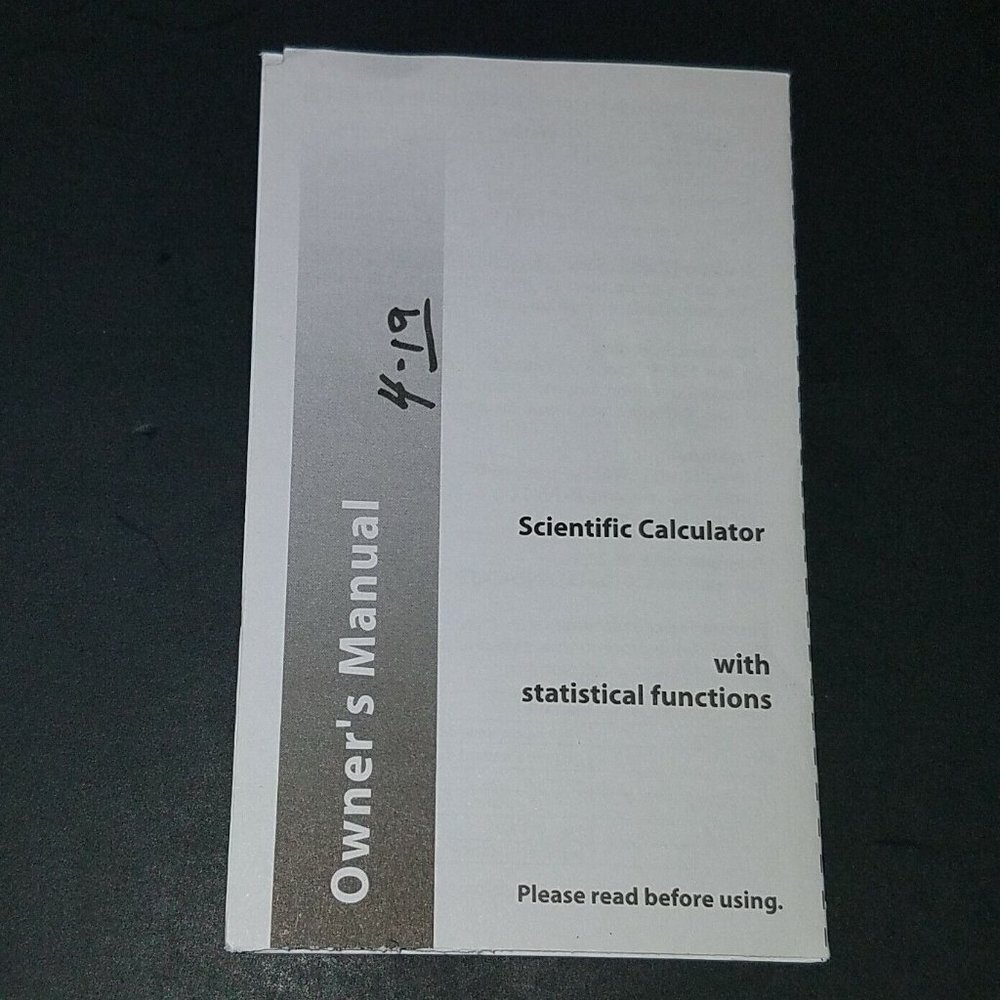 Owner's Manual
4-19
Scientific Calculator
with
statistical functions
Please read before using.